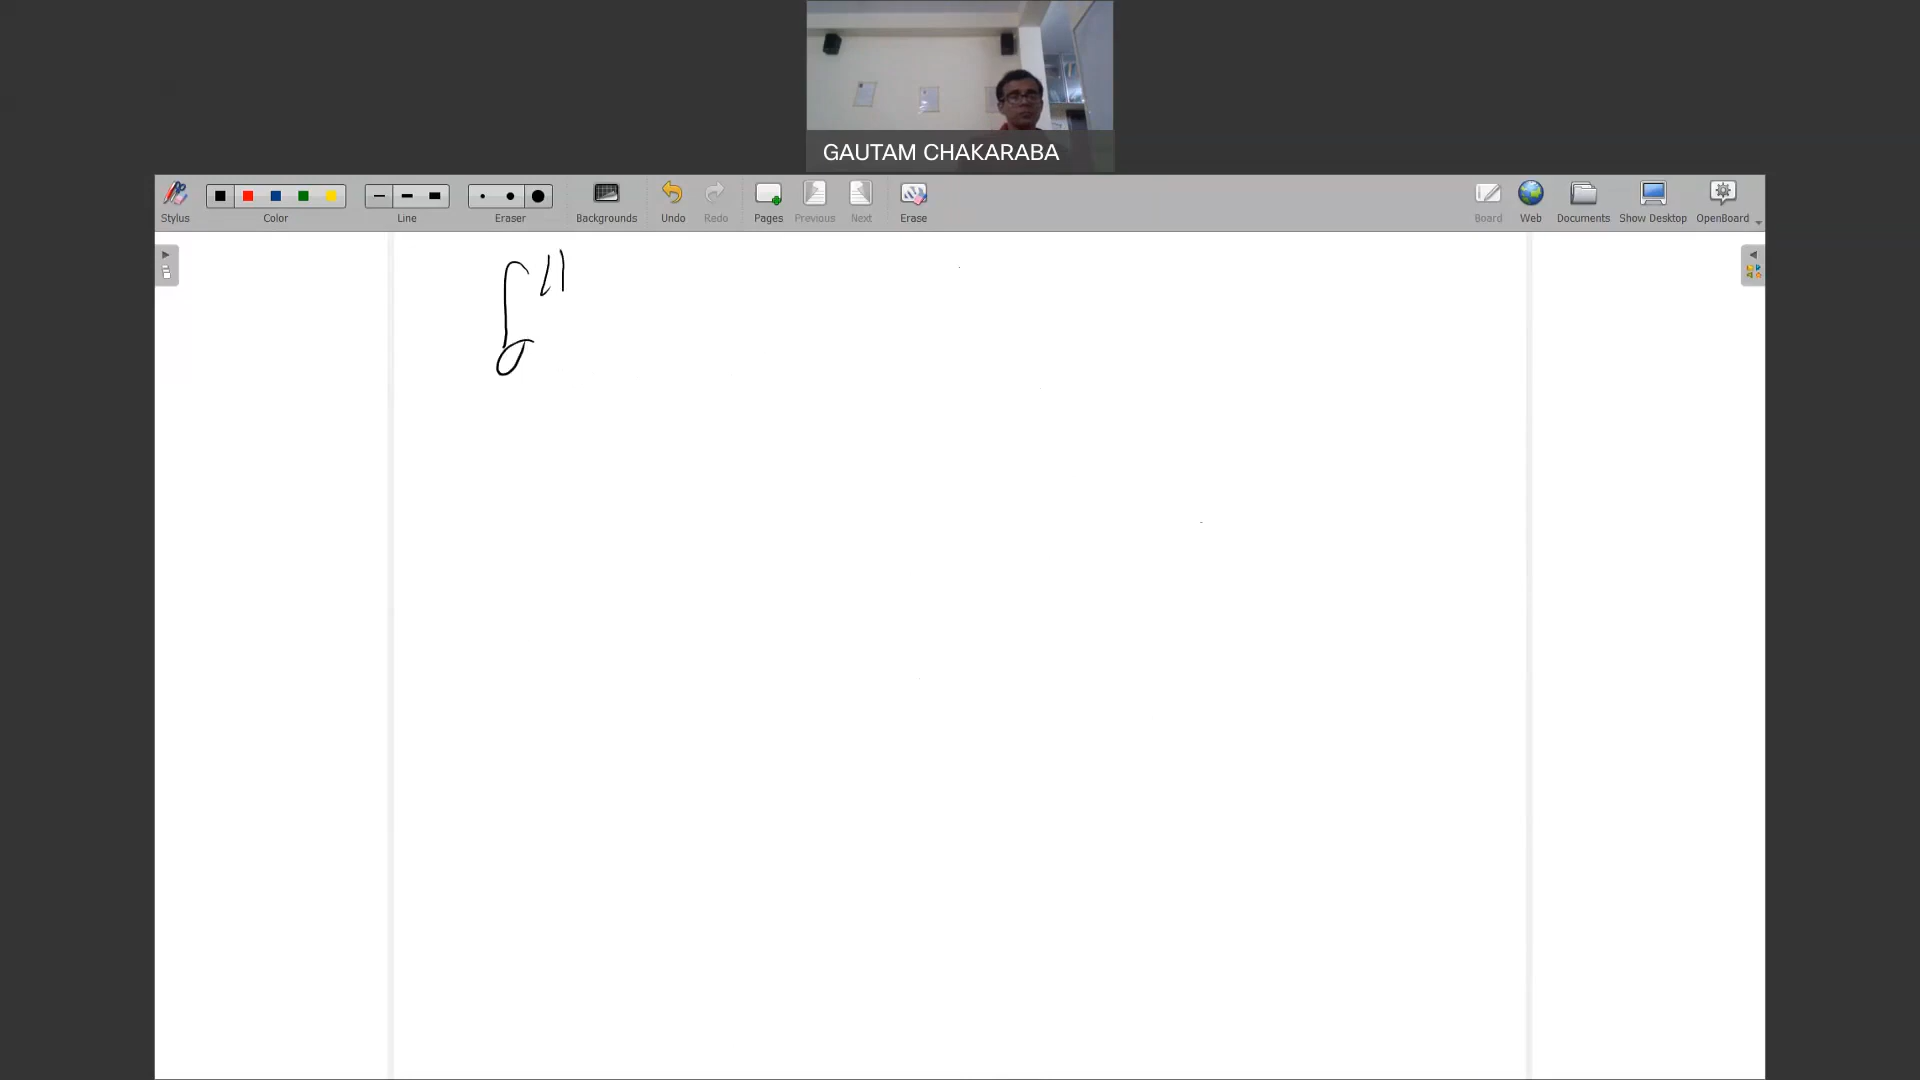 GAUTAM CHAKARABA
Stylus Color Line Eraser Backgrounds Undo Redo Pages Previous Next Erase Board Web Documents Show Desktop OpenBoard